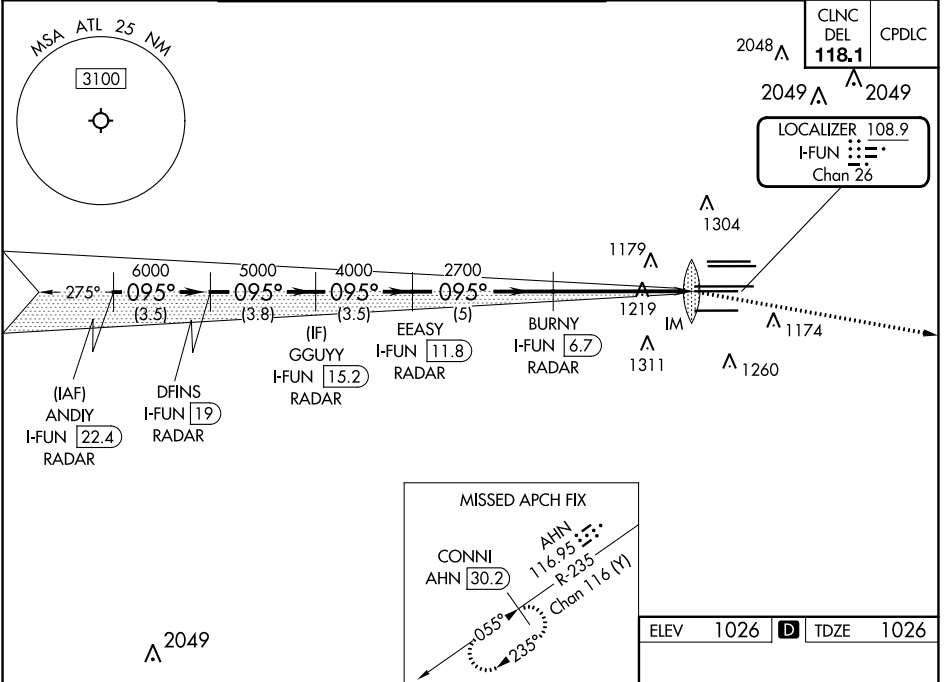 MSA ATL 25 NM
3100
CLNC
DEL
118.1
CPDLC
2048
2049
2049
LOCALIZER 108.9
I-FUN
Chan 26
1304
1179
1219
1311
IM
1174
1260
275°
6000
095°
(3.5)
5000
095°
(3.8)
4000
095°
(3.5)
2700
095°
(5)
(IAF)
ANDIY
I-FUN 22.4
RADAR
DFINS
I-FUN 19
RADAR
(IF)
GGUYY
I-FUN 15.2
RADAR
EEASY
I-FUN 11.8
RADAR
BURNY
I-FUN 6.7
RADAR
MISSED APCH FIX
CONNI
AHN 30.2
AHN
116.95
R-235
Chan 116 (Y)
055°
235°
2049
ELEV 1026 D TDZE 1026